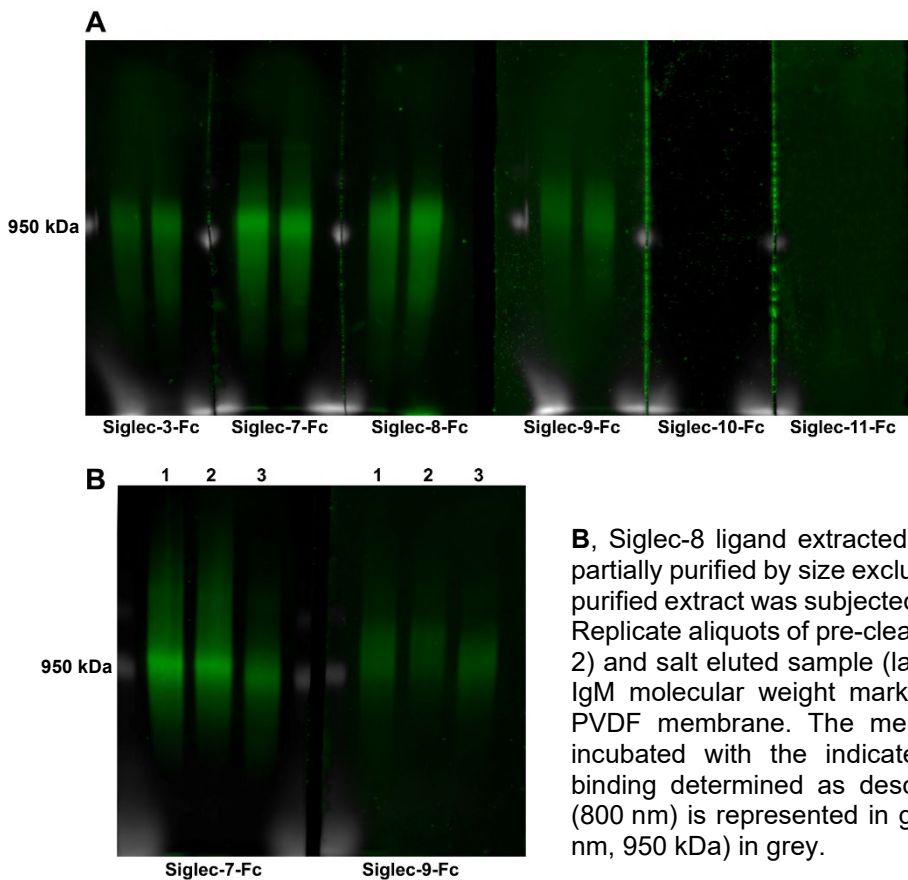 A
950 kDa
Siglec-3-Fc Siglec-7-Fc Siglec-8-Fc Siglec-9-Fc Siglec-10-Fc Siglec-11-Fc
B
1 2 3 1 2 3
950 kDa
Siglec-7-Fc Siglec-9-Fc
B, Siglec-8 ligand extracted
partially purified by size exclu
purified extract was subjected
Replicate aliquots of pre-clea
2) and salt eluted sample (la
IgM molecular weight mark
PVDF membrane. The me
incubated with the indicate
binding determined as desc
(800 nm) is represented in g
nm, 950 kDa) in grey.